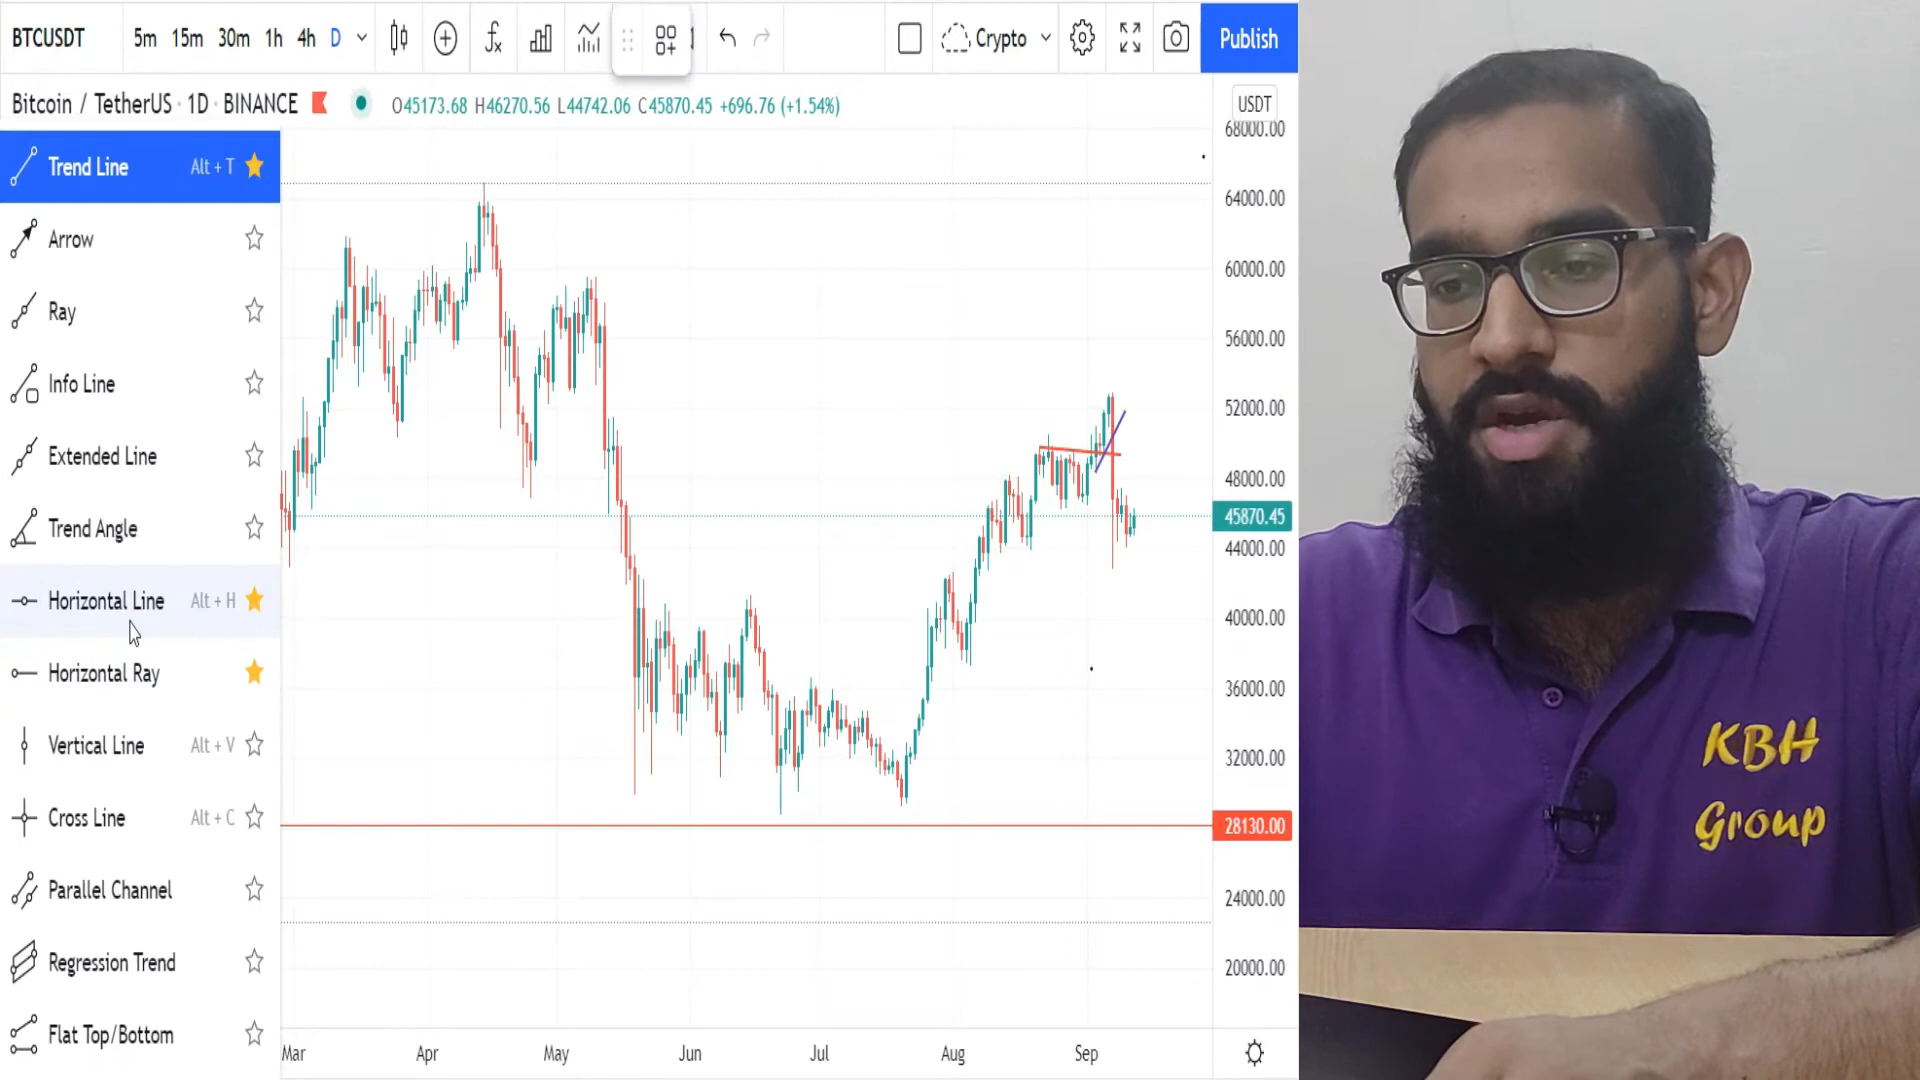 BTCUSDT
5m 15m 30m 1h 4h D
Crypto
Publish
Bitcoin / TetherUS · 1D · BINANCE
O45173.68 H46270.56 L44742.06 C45870.45 +696.76 (+1.54%)
USDT
68000.00
Trend Line Alt + T
64000.00
Arrow
60000.00
Ray
56000.00
Info Line
52000.00
Extended Line
48000.00
45870.45
Trend Angle
44000.00
Horizontal Line Alt + H
40000.00
Horizontal Ray
36000.00
Vertical Line Alt + V
32000.00
Cross Line Alt + C
28130.00
Parallel Channel
24000.00
Regression Trend
20000.00
Flat Top/Bottom
Mar Apr May Jun Jul Aug Sep
KBH
Group